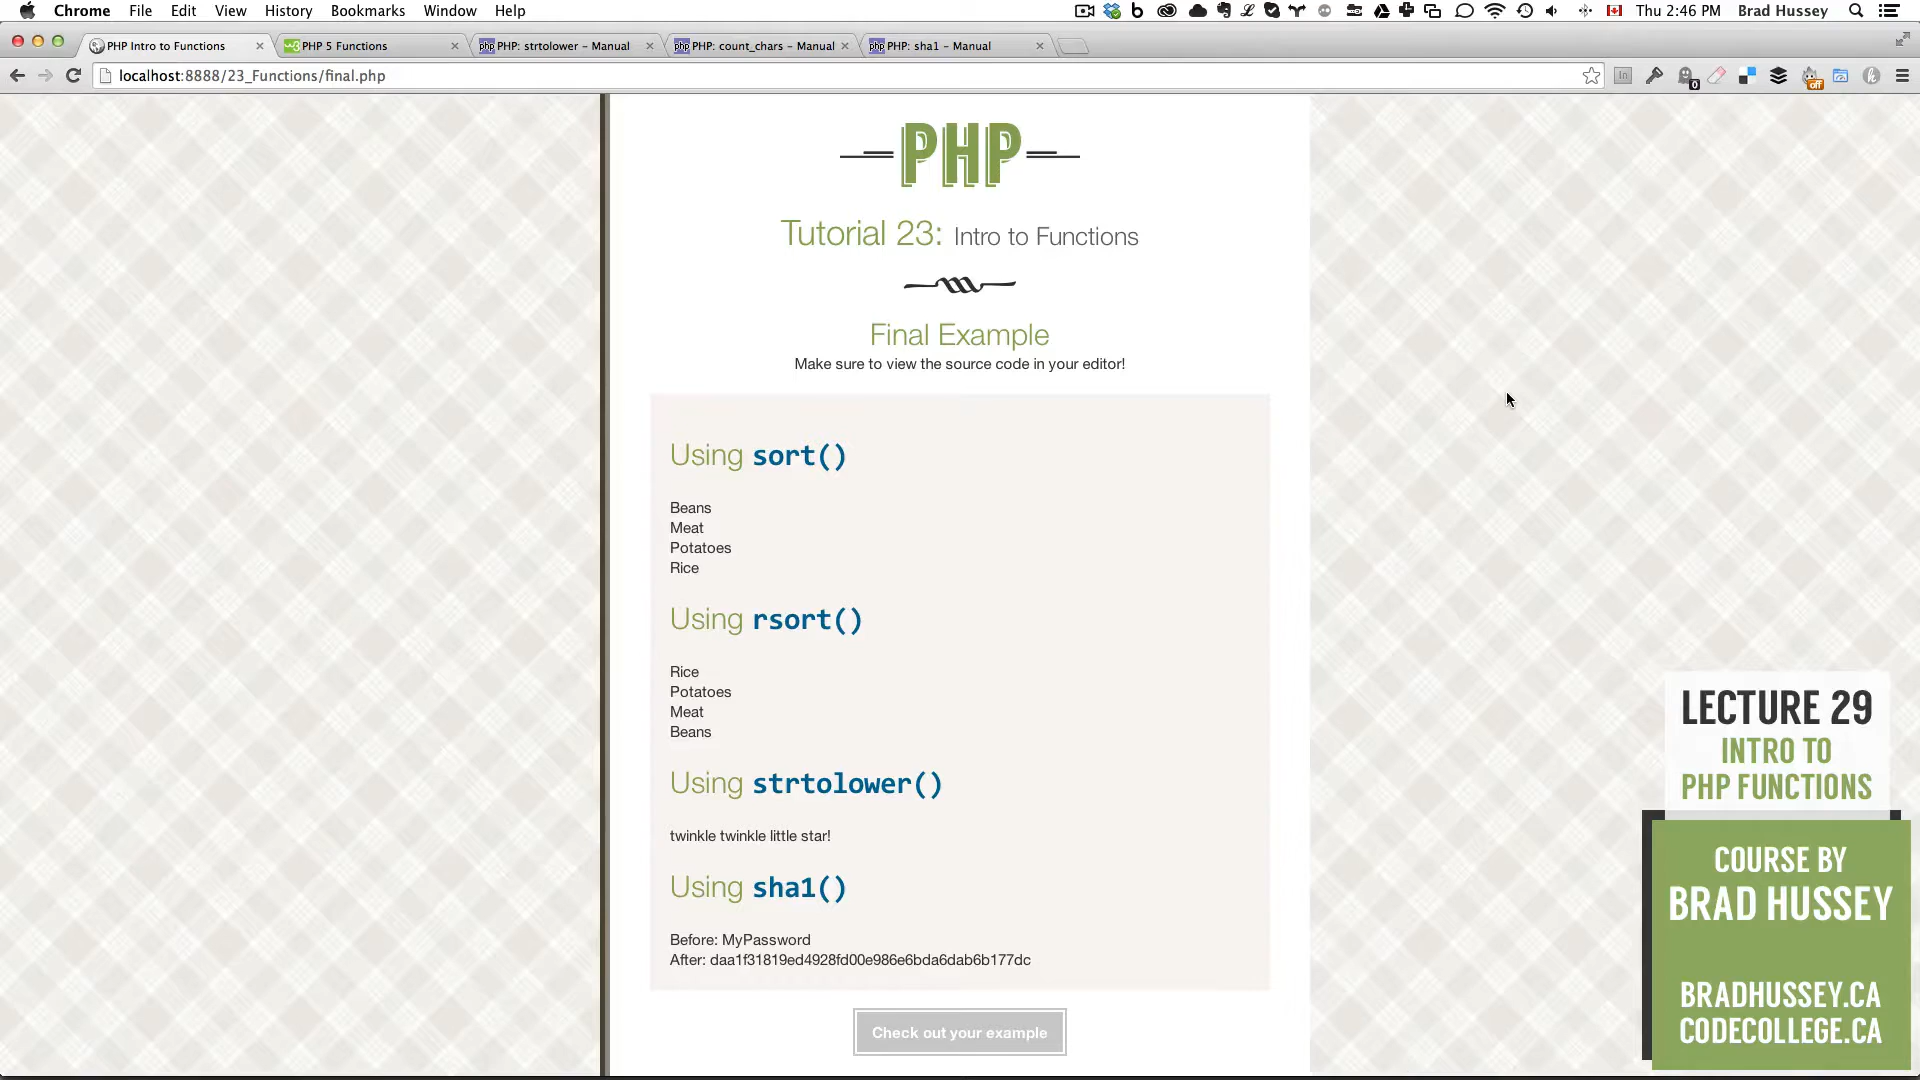 Chrome File Edit View History Bookmarks Window Help
Thu 2:46 PM Brad Hussey
PHP Intro to Functions
PHP 5 Functions
php PHP: strtolower - Manual
php PHP: count_chars - Manual
php PHP: sha1 - Manual
localhost:8888/23_Functions/final.php
PHP
Tutorial 23: Intro to Functions
Final Example
Make sure to view the source code in your editor!
Using sort()
Beans
Meat
Potatoes
Rice
Using rsort()
Rice
Potatoes
Meat
Beans
Using strtolower()
twinkle twinkle little star!
Using sha1()
Before: MyPassword
After: daa1f31819ed4928fd00e986e6bda6dab6b177dc
Check out your example
LECTURE 29
INTRO TO
PHP FUNCTIONS
COURSE BY
BRAD HUSSEY
BRADHUSSEY.CA
CODECOLLEGE.CA